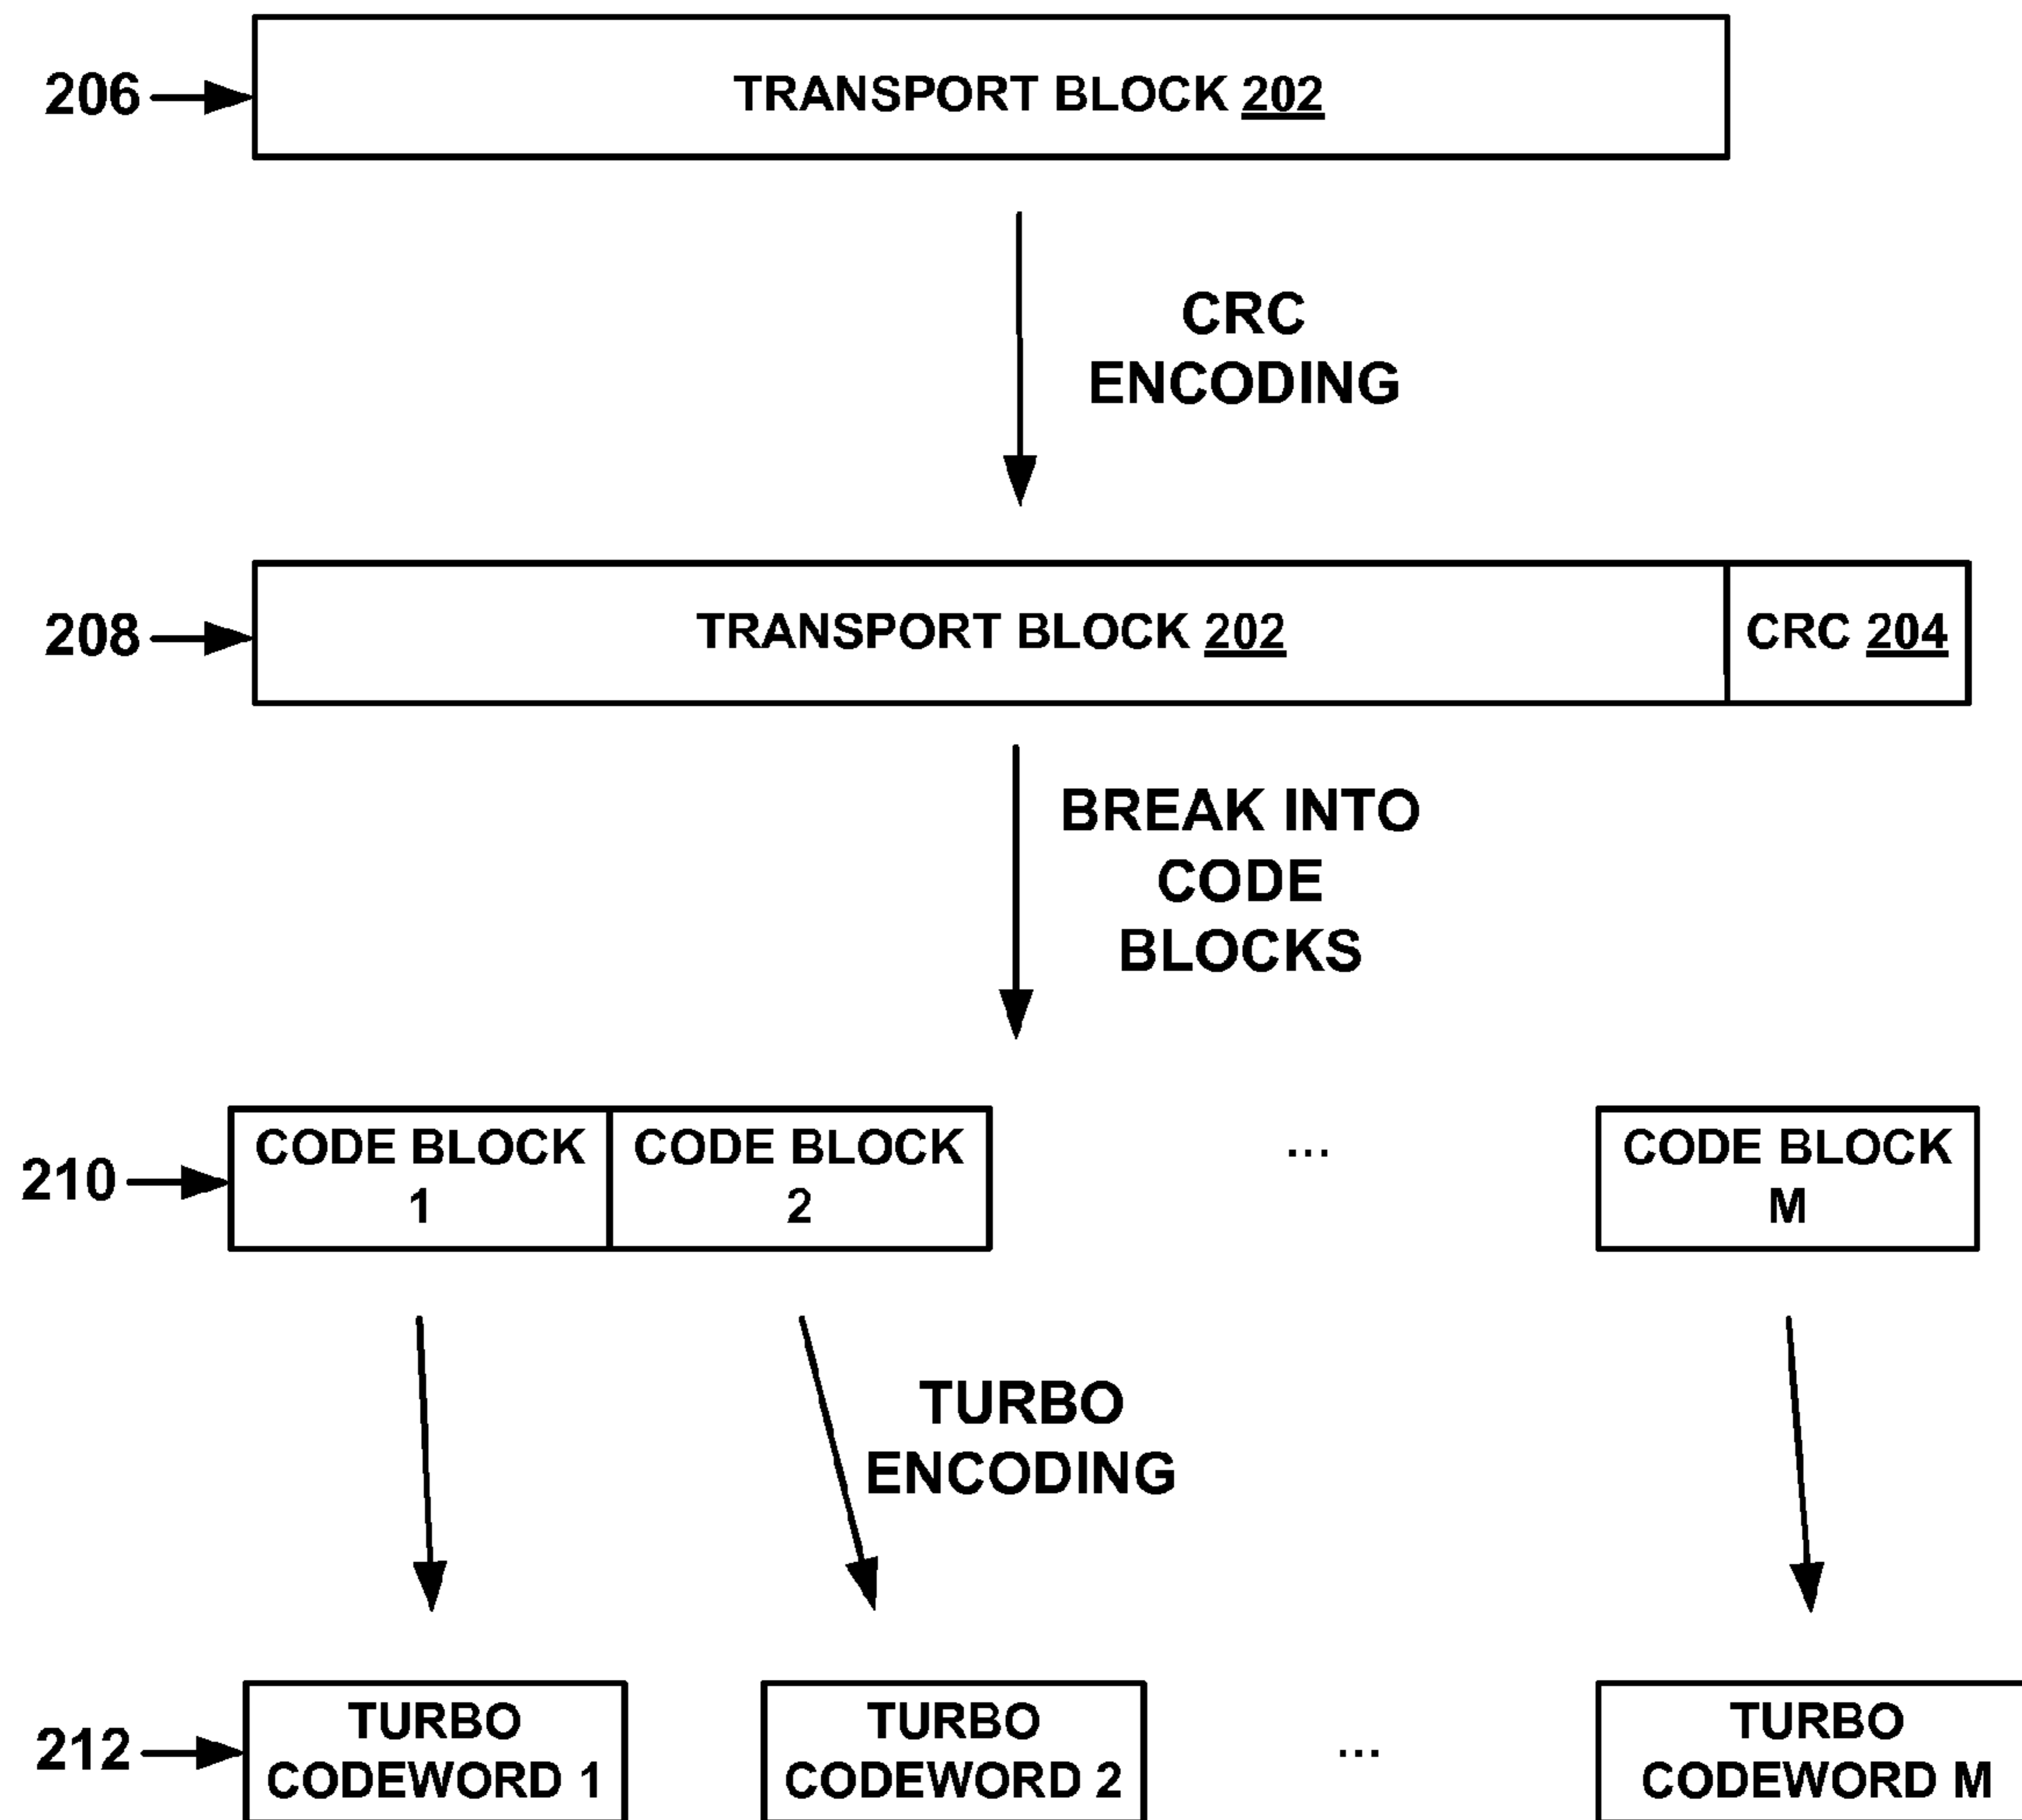 206
TRANSPORT BLOCK 202
CRC
ENCODING
208
TRANSPORT BLOCK 202
CRC 204
BREAK INTO
CODE
BLOCKS
210
CODE BLOCK
1
CODE BLOCK
2
...
CODE BLOCK
M
TURBO
ENCODING
212
TURBO
CODEWORD 1
TURBO
CODEWORD 2
...
TURBO
CODEWORD M